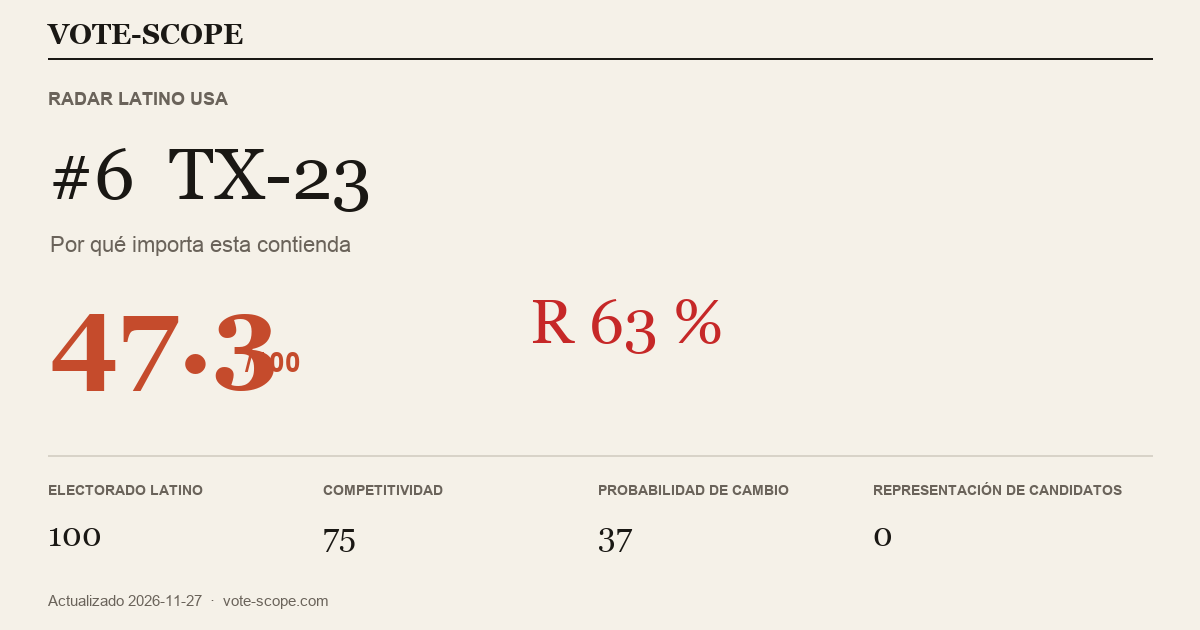 VOTE-SCOPE
RADAR LATINO USA
#6 TX-23
Por qué importa esta contienda
47.3 /100
R 63 %
ELECTORADO LATINO COMPETITIVIDAD PROBABILIDAD DE CAMBIO REPRESENTACIÓN DE CANDIDATOS
100 75 37 0
Actualizado 2026-11-27 · vote-scope.com